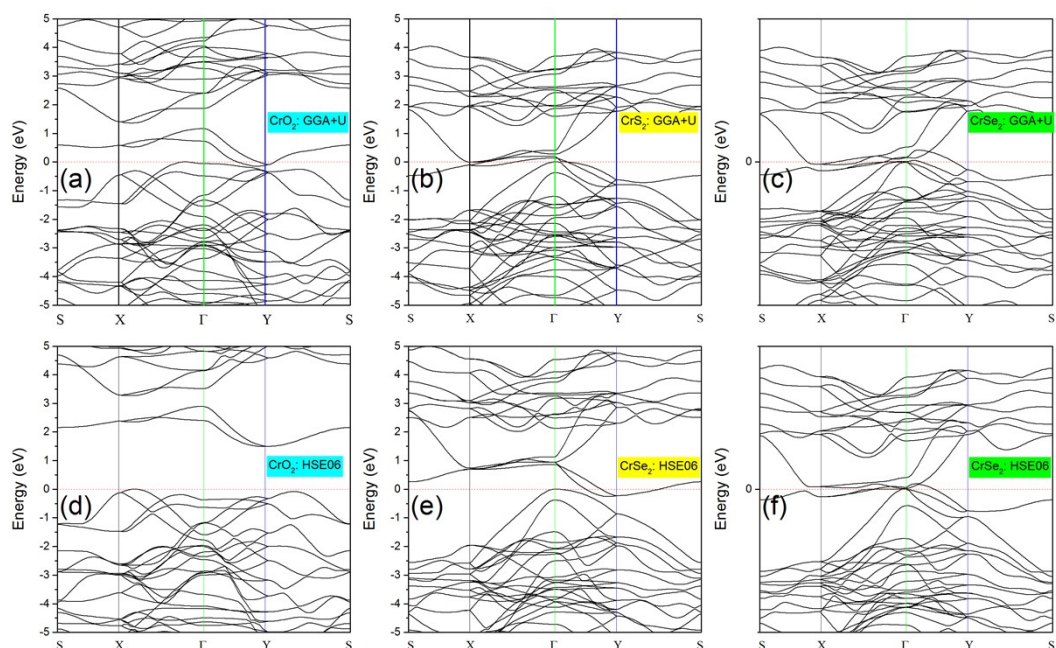 5
4
3
2
1
0
-1
-2
-3
-4
-5
Energy (eV)
(a)
CrO₂: GGA+U
S X Γ Y S
5
4
3
2
1
0
-1
-2
-3
-4
-5
Energy (eV)
(b)
CrS₂: GGA+U
S X Γ Y S
0
Energy (eV)
(c)
CrSe₂: GGA+U
S X Γ Y S
5
4
3
2
1
0
-1
-2
-3
-4
-5
Energy (eV)
(d)
CrO₂: HSE06
S X Γ Y S
5
4
3
2
1
0
-1
-2
-3
-4
-5
Energy (eV)
(e)
CrSe₂: HSE06
S X Γ Y S
0
Energy (eV)
(f)
CrSe₂: HSE06
S X Γ Y S